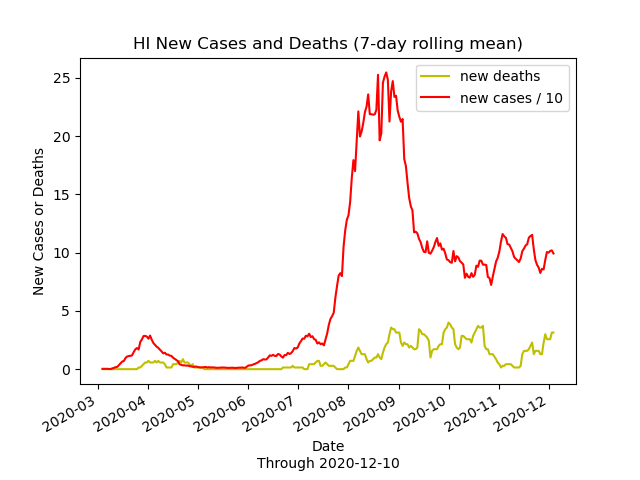 HI New Cases and Deaths (7-day rolling mean)
new deaths
new cases / 10
New Cases or Deaths
25
20
15
10
5
0
2020-03
2020-04
2020-05
2020-06
2020-07
2020-08
2020-09
2020-10
2020-11
2020-12
Date
Through 2020-12-10